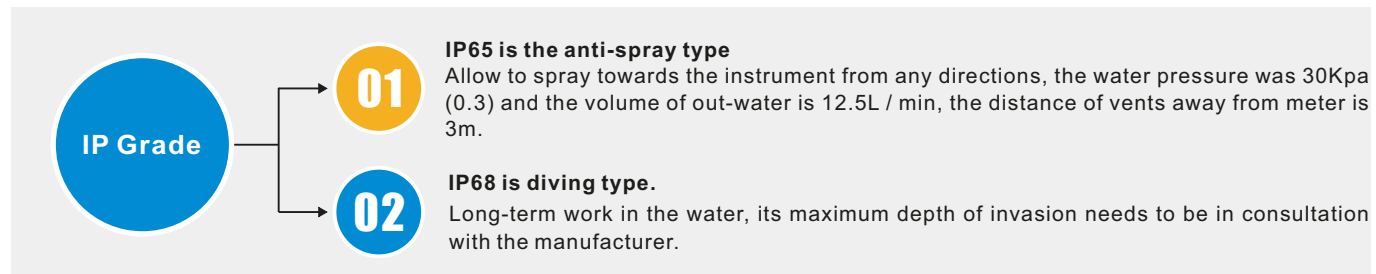 IP Grade
01
IP65 is the anti-spray type
Allow to spray towards the instrument from any directions, the water pressure was 30Kpa
(0.3) and the volume of out-water is 12.5L / min, the distance of vents away from meter is
3m.
02
IP68 is diving type.
Long-term work in the water, its maximum depth of invasion needs to be in consultation
with the manufacturer.